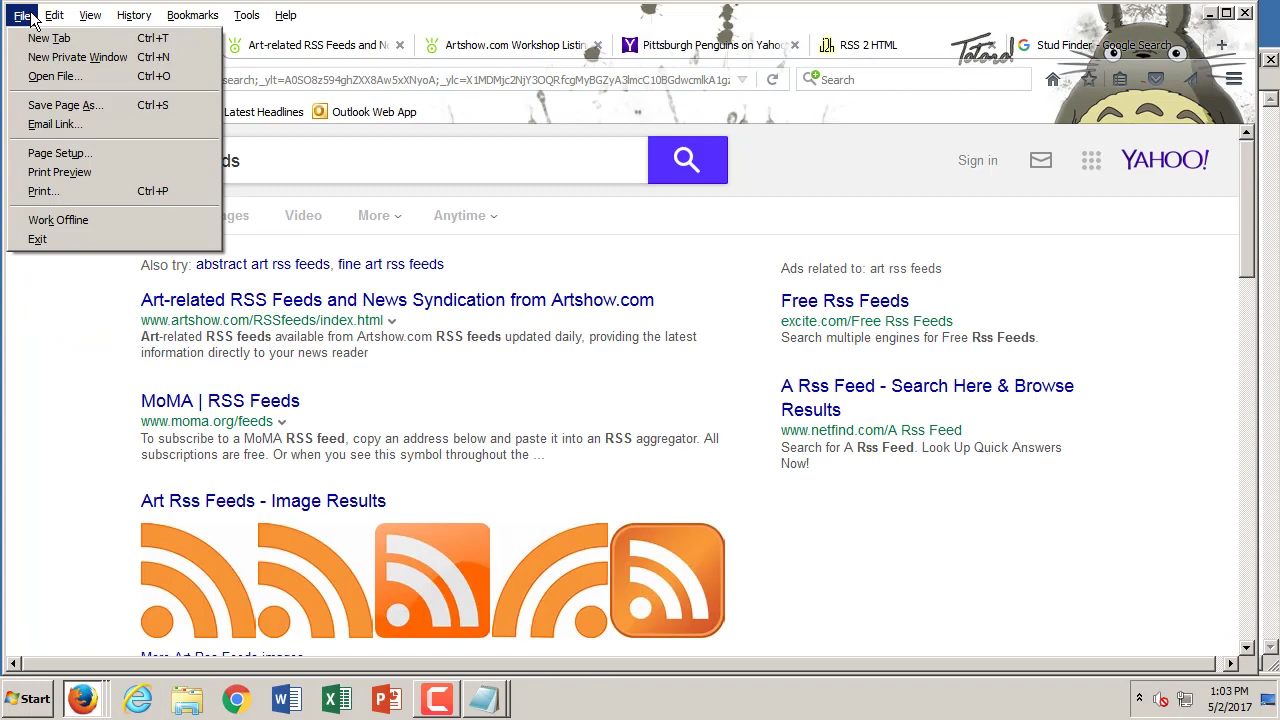 File Edit View History Bookmarks Tools Help
New Tab Ctrl+T
New Private Window Ctrl+N
Open File... Ctrl+O
Save Page As... Ctrl+S
Email Link...
Page Setup...
Print Preview
Print... Ctrl+P
Work Offline
Exit
Art-related RSS Feeds and N
Artshow.com Workshop Listin
Pittsburgh Penguins on Yahoo
RSS 2 HTML
Totoro
Stud Finder - Google Search
Search
Latest Headlines
Outlook Web App
ds
Sign in
YAHOO!
ages Video More Anytime
Also try: abstract art rss feeds, fine art rss feeds
Art-related RSS Feeds and News Syndication from Artshow.com
www.artshow.com/RSSfeeds/index.html
Art-related RSS feeds available from Artshow.com RSS feeds updated daily, providing the latest
information directly to your news reader
MoMA | RSS Feeds
www.moma.org/feeds
To subscribe to a MoMA RSS feed, copy an address below and paste it into an RSS aggregator. All
subscriptions are free. Or when you see this symbol throughout the ...
Art Rss Feeds - Image Results
More Art Rss Feeds images
Ads related to: art rss feeds
Free Rss Feeds
excite.com/Free Rss Feeds
Search multiple engines for Free Rss Feeds.
A Rss Feed - Search Here & Browse
Results
www.netfind.com/A Rss Feed
Search for A Rss Feed. Look Up Quick Answers
Now!
Start
1:03 PM
5/2/2017